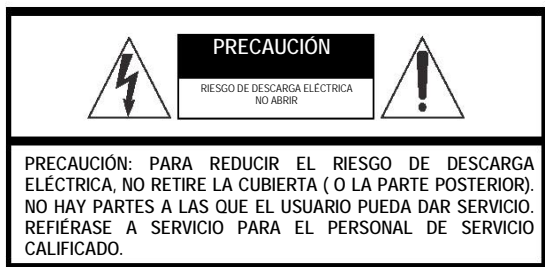 PRECAUCIÓN
RIESGO DE DESCARGA ELÉCTRICA
NO ABRIR
PRECAUCIÓN: PARA REDUCIR EL RIESGO DE DESCARGA
ELÉCTRICA, NO RETIRE LA CUBIERTA ( O LA PARTE POSTERIOR).
NO HAY PARTES A LAS QUE EL USUARIO PUEDA DAR SERVICIO.
REFIÉRASE A SERVICIO PARA EL PERSONAL DE SERVICIO
CALIFICADO.